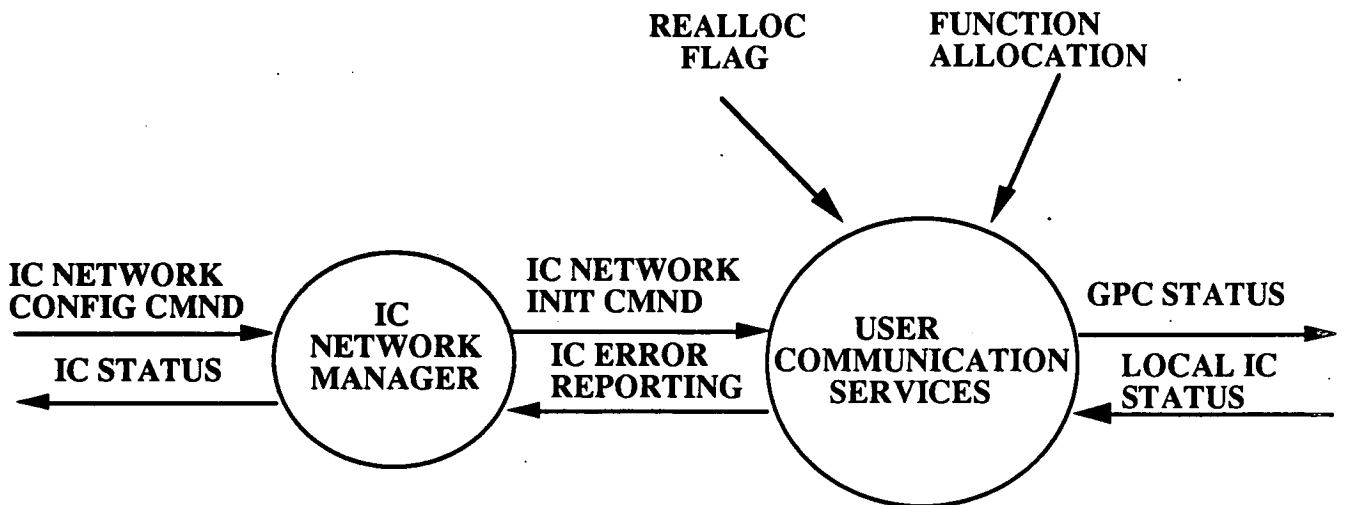 REALLOC
FLAG
FUNCTION
ALLOCATION
IC NETWORK
CONFIG CMND
IC STATUS
IC
NETWORK
MANAGER
IC NETWORK
INIT CMND
IC ERROR
REPORTING
USER
COMMUNICATION
SERVICES
GPC STATUS
LOCAL IC
STATUS